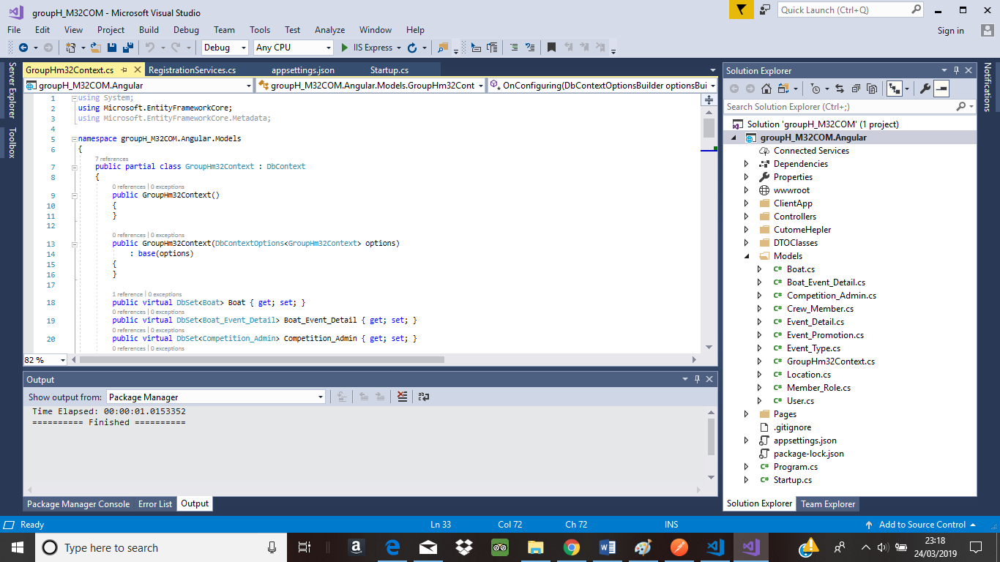 groupH_M32COM - Microsoft Visual Studio
Quick Launch (Ctrl+Q)
File Edit View Project Build Debug Team Tools Test Analyze Window Help
Sign in
Debug Any CPU IIS Express
Server Explorer
Toolbox
GroupHm32Context.cs RegistrationServices.cs appsettings.json Startup.cs
groupH_M32COM.Angular groupH_M32COM.Angular.Models.GroupHm32Cont OnConfiguring(DbContextOptionsBuilder optionsBui
1 using System;
2 using Microsoft.EntityFrameworkCore;
3 using Microsoft.EntityFrameworkCore.Metadata;
4
5 namespace groupH_M32COM.Angular.Models
6 {
7 references
7 public partial class GroupHm32Context : DbContext
8 {
0 references | 0 exceptions
9 public GroupHm32Context()
10 {
11 }
12
0 references | 0 exceptions
13 public GroupHm32Context(DbContextOptions<GroupHm32Context> options)
14 : base(options)
15 {
16 }
17
1 reference | 0 exceptions
18 public virtual DbSet<Boat> Boat { get; set; }
0 references | 0 exceptions
19 public virtual DbSet<Boat_Event_Detail> Boat_Event_Detail { get; set; }
0 references | 0 exceptions
20 public virtual DbSet<Competition_Admin> Competition_Admin { get; set; }
0 references | 0 exceptions
82 %
Output
Show output from: Package Manager
Time Elapsed: 00:00:01.0153352
========== Finished ==========
Package Manager Console Error List Output
Solution Explorer
Search Solution Explorer (Ctrl+;)
Solution 'groupH_M32COM' (1 project)
groupH_M32COM.Angular
Connected Services
Dependencies
Properties
wwwroot
ClientApp
Controllers
CutomeHepler
DTOClasses
Models
C# Boat.cs
C# Boat_Event_Detail.cs
C# Competition_Admin.cs
C# Crew_Member.cs
C# Event_Detail.cs
C# Event_Promotion.cs
C# Event_Type.cs
C# GroupHm32Context.cs
C# Location.cs
C# Member_Role.cs
C# User.cs
Pages
.gitignore
appsettings.json
package-lock.json
C# Program.cs
C# Startup.cs
Solution Explorer Team Explorer
Notifications
Ready Ln 33 Col 72 Ch 72 INS Add to Source Control
Type here to search
23:18
24/03/2019